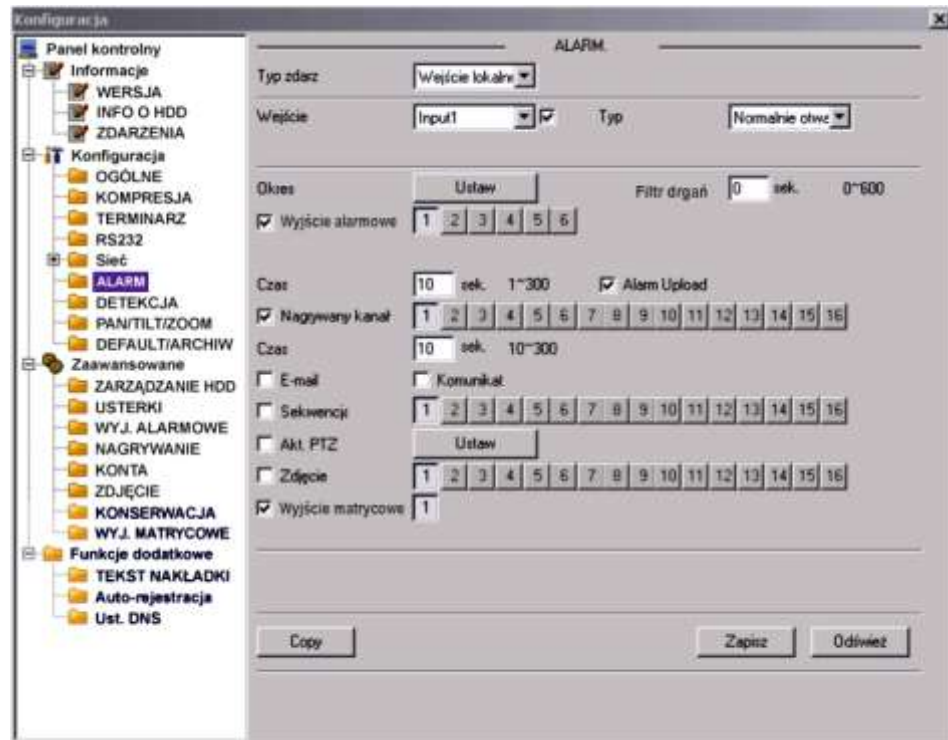 Konfiguracja
Panel kontrolny
Informacje
WERSJA
INFO O HDD
ZDARZENIA
Konfiguracja
OGÓLNE
KOMPRESJA
TERMINARZ
RS232
Sieć
ALARM
DETEKCJA
PAN/TILT/ZOOM
DEFAULT/ARCHIW
Zaawansowane
ZARZĄDZANIE HDD
USTERKI
WYJ. ALARMOWE
NAGRYWANIE
KONTA
ZDJĘCIE
KONSERWACJA
WYJ. MATRYCOWE
Funkcje dodatkowe
TEKST NAKŁADKI
Auto-rejestracja
Ust. DNS
ALARM.
Typ zdarz Wejście lokalne
Wejście Input1 Typ Normalnie otwa
Okres Ustaw Filtr drgań 0 sek. 0~600
Wyjście alarmowe 1 2 3 4 5 6
Czas 10 sek. 1~300 Alarm Upload
Nagrywany kanał 1 2 3 4 5 6 7 8 9 10 11 12 13 14 15 16
Czas 10 sek. 10~300
E-mail Komunikat
Sekwencji 1 2 3 4 5 6 7 8 9 10 11 12 13 14 15 16
Akt. PTZ Ustaw
Zdjęcie 1 2 3 4 5 6 7 8 9 10 11 12 13 14 15 16
Wyjście matrycowe 1
Copy Zapisz Odśwież